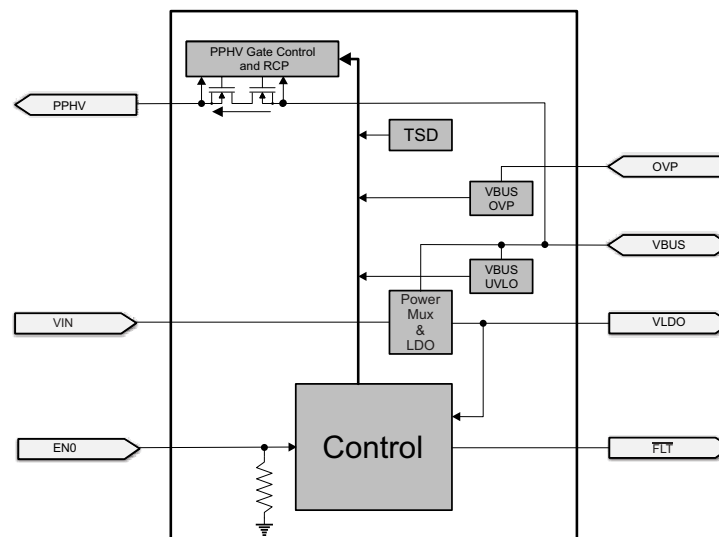 PPHV Gate Control
and RCP
PPHV
TSD
OVP
VBUS
OVP
VBUS
VBUS
UVLO
Power
Mux
&
LDO
VIN
VLDO
Control
EN0
FLT